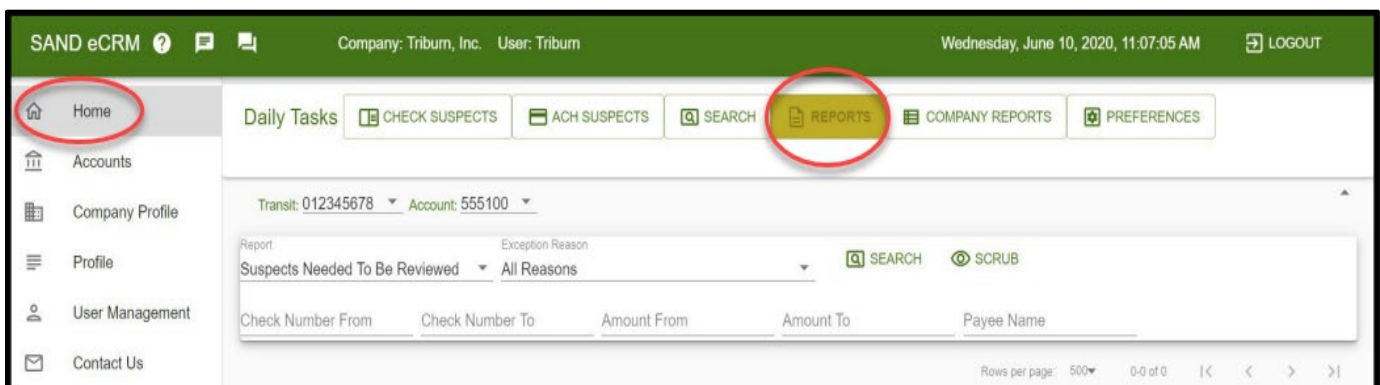 SAND eCRM Company: Triburn, Inc. User: Triburn Wednesday, June 10, 2020, 11:07:05 AM LOGOUT
Home
Accounts
Company Profile
Profile
User Management
Contact Us
Daily Tasks CHECK SUSPECTS ACH SUSPECTS SEARCH REPORTS COMPANY REPORTS PREFERENCES
Transit: 012345678 Account: 555100
Report Exception Reason
Suspects Needed To Be Reviewed All Reasons SEARCH SCRUB
Check Number From Check Number To Amount From Amount To Payee Name
Rows per page: 500 0-0 of 0